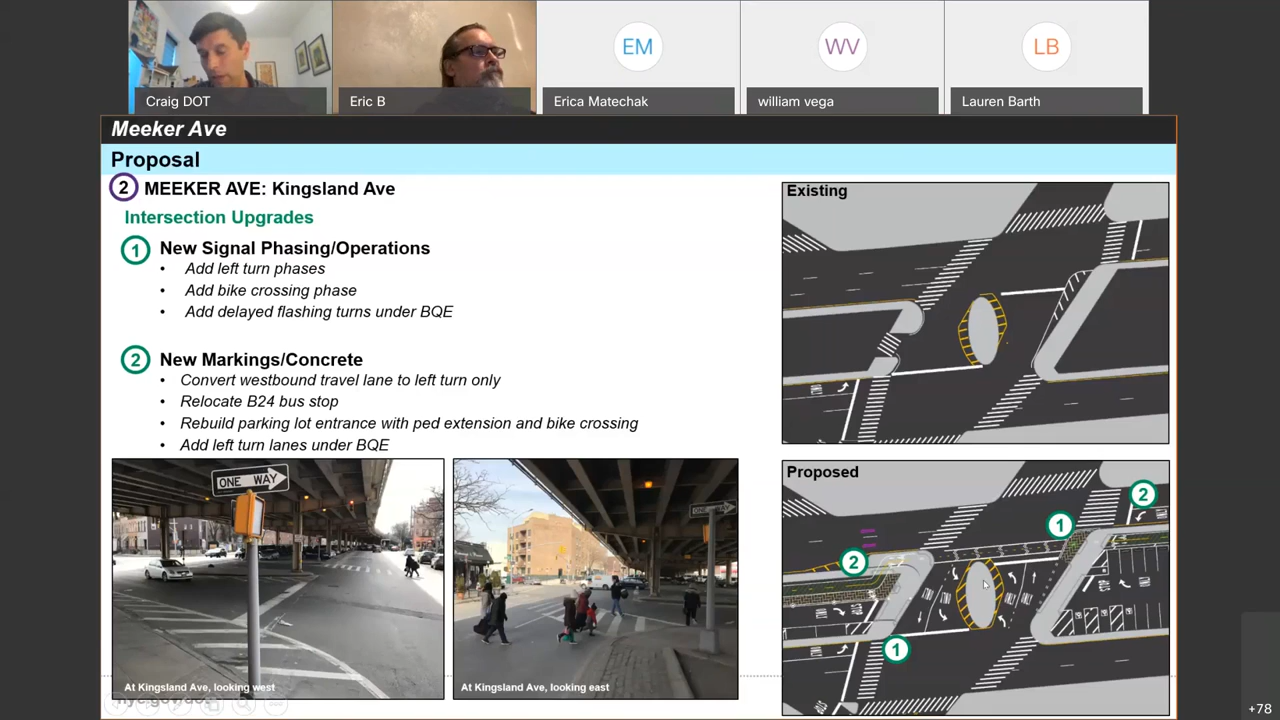 EM
WV
LB
Craig DOT
Eric B
Erica Matechak
william vega
Lauren Barth
Meeker Ave
Proposal
2 MEEKER AVE: Kingsland Ave
Intersection Upgrades
1 New Signal Phasing/Operations
• Add left turn phases
• Add bike crossing phase
• Add delayed flashing turns under BQE
2 New Markings/Concrete
• Convert westbound travel lane to left turn only
• Relocate B24 bus stop
• Rebuild parking lot entrance with ped extension and bike crossing
• Add left turn lanes under BQE
ONE WAY
At Kingsland Ave, looking west
At Kingsland Ave, looking east
Existing
Proposed
2
1
2
1
+78